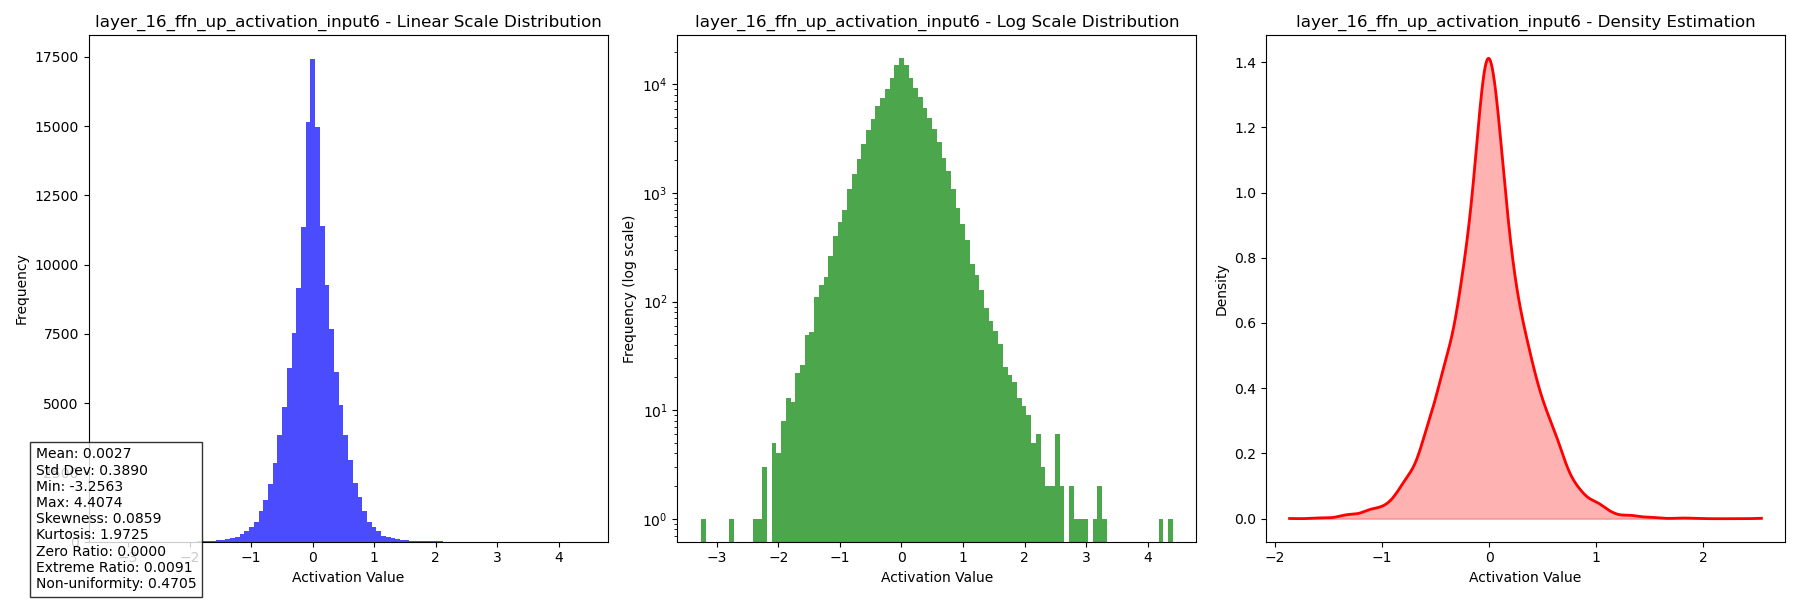 layer_16_ffn_up_activation_input6 - Linear Scale Distribution
17500
15000
12500
10000
7500
5000
Frequency
−1
0
1
2
3
4
Activation Value
Mean: 0.0027
Std Dev: 0.3890
Min: -3.2563
Max: 4.4074
Skewness: 0.0859
Kurtosis: 1.9725
Zero Ratio: 0.0000
Extreme Ratio: 0.0091
Non-uniformity: 0.4705
layer_16_ffn_up_activation_input6 - Log Scale Distribution
10⁴
10³
10²
10¹
10⁰
Frequency (log scale)
−3
−2
−1
0
1
2
3
4
Activation Value
layer_16_ffn_up_activation_input6 - Density Estimation
1.4
1.2
1.0
0.8
0.6
0.4
0.2
0.0
Density
−2
−1
0
1
2
Activation Value